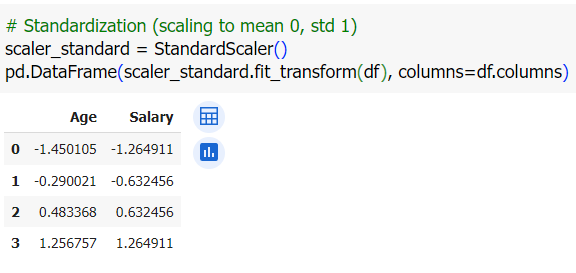 # Standardization (scaling to mean 0, std 1)
scaler_standard = StandardScaler()
pd.DataFrame(scaler_standard.fit_transform(df), columns=df.columns)
Age Salary
0 -1.450105 -1.264911
1 -0.290021 -0.632456
2 0.483368 0.632456
3 1.256757 1.264911